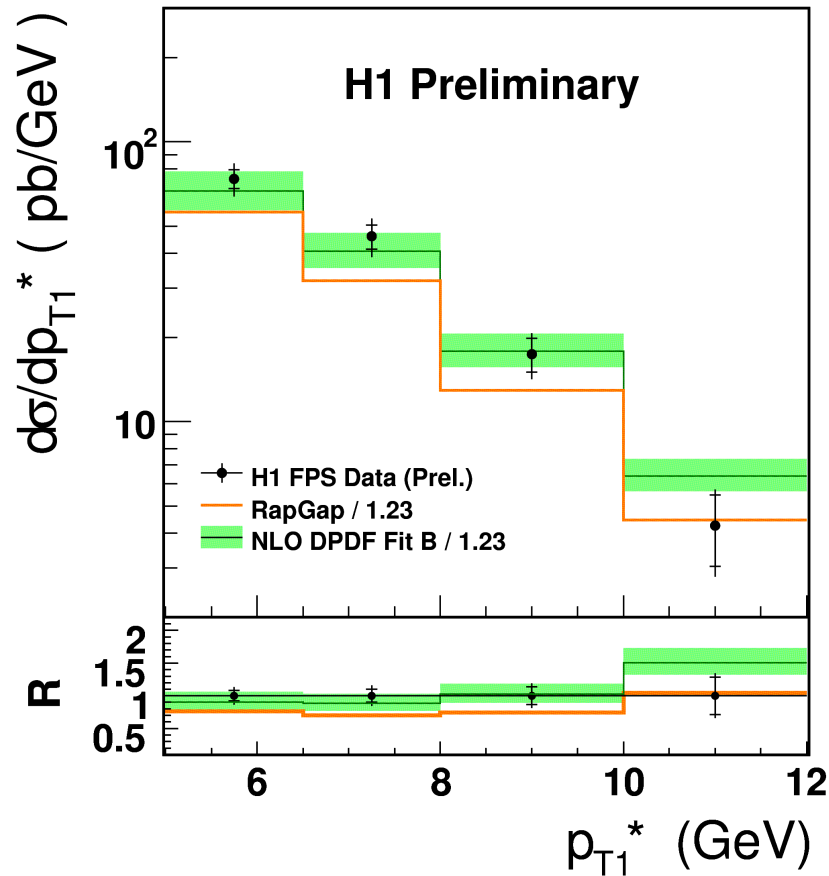 H1 Preliminary
dσ/dp_T1* ( pb/GeV )
10²
10
H1 FPS Data (Prel.)
RapGap / 1.23
NLO DPDF Fit B / 1.23
R
2
1.5
1
0.5
6 8 10 12
p_T1* (GeV)